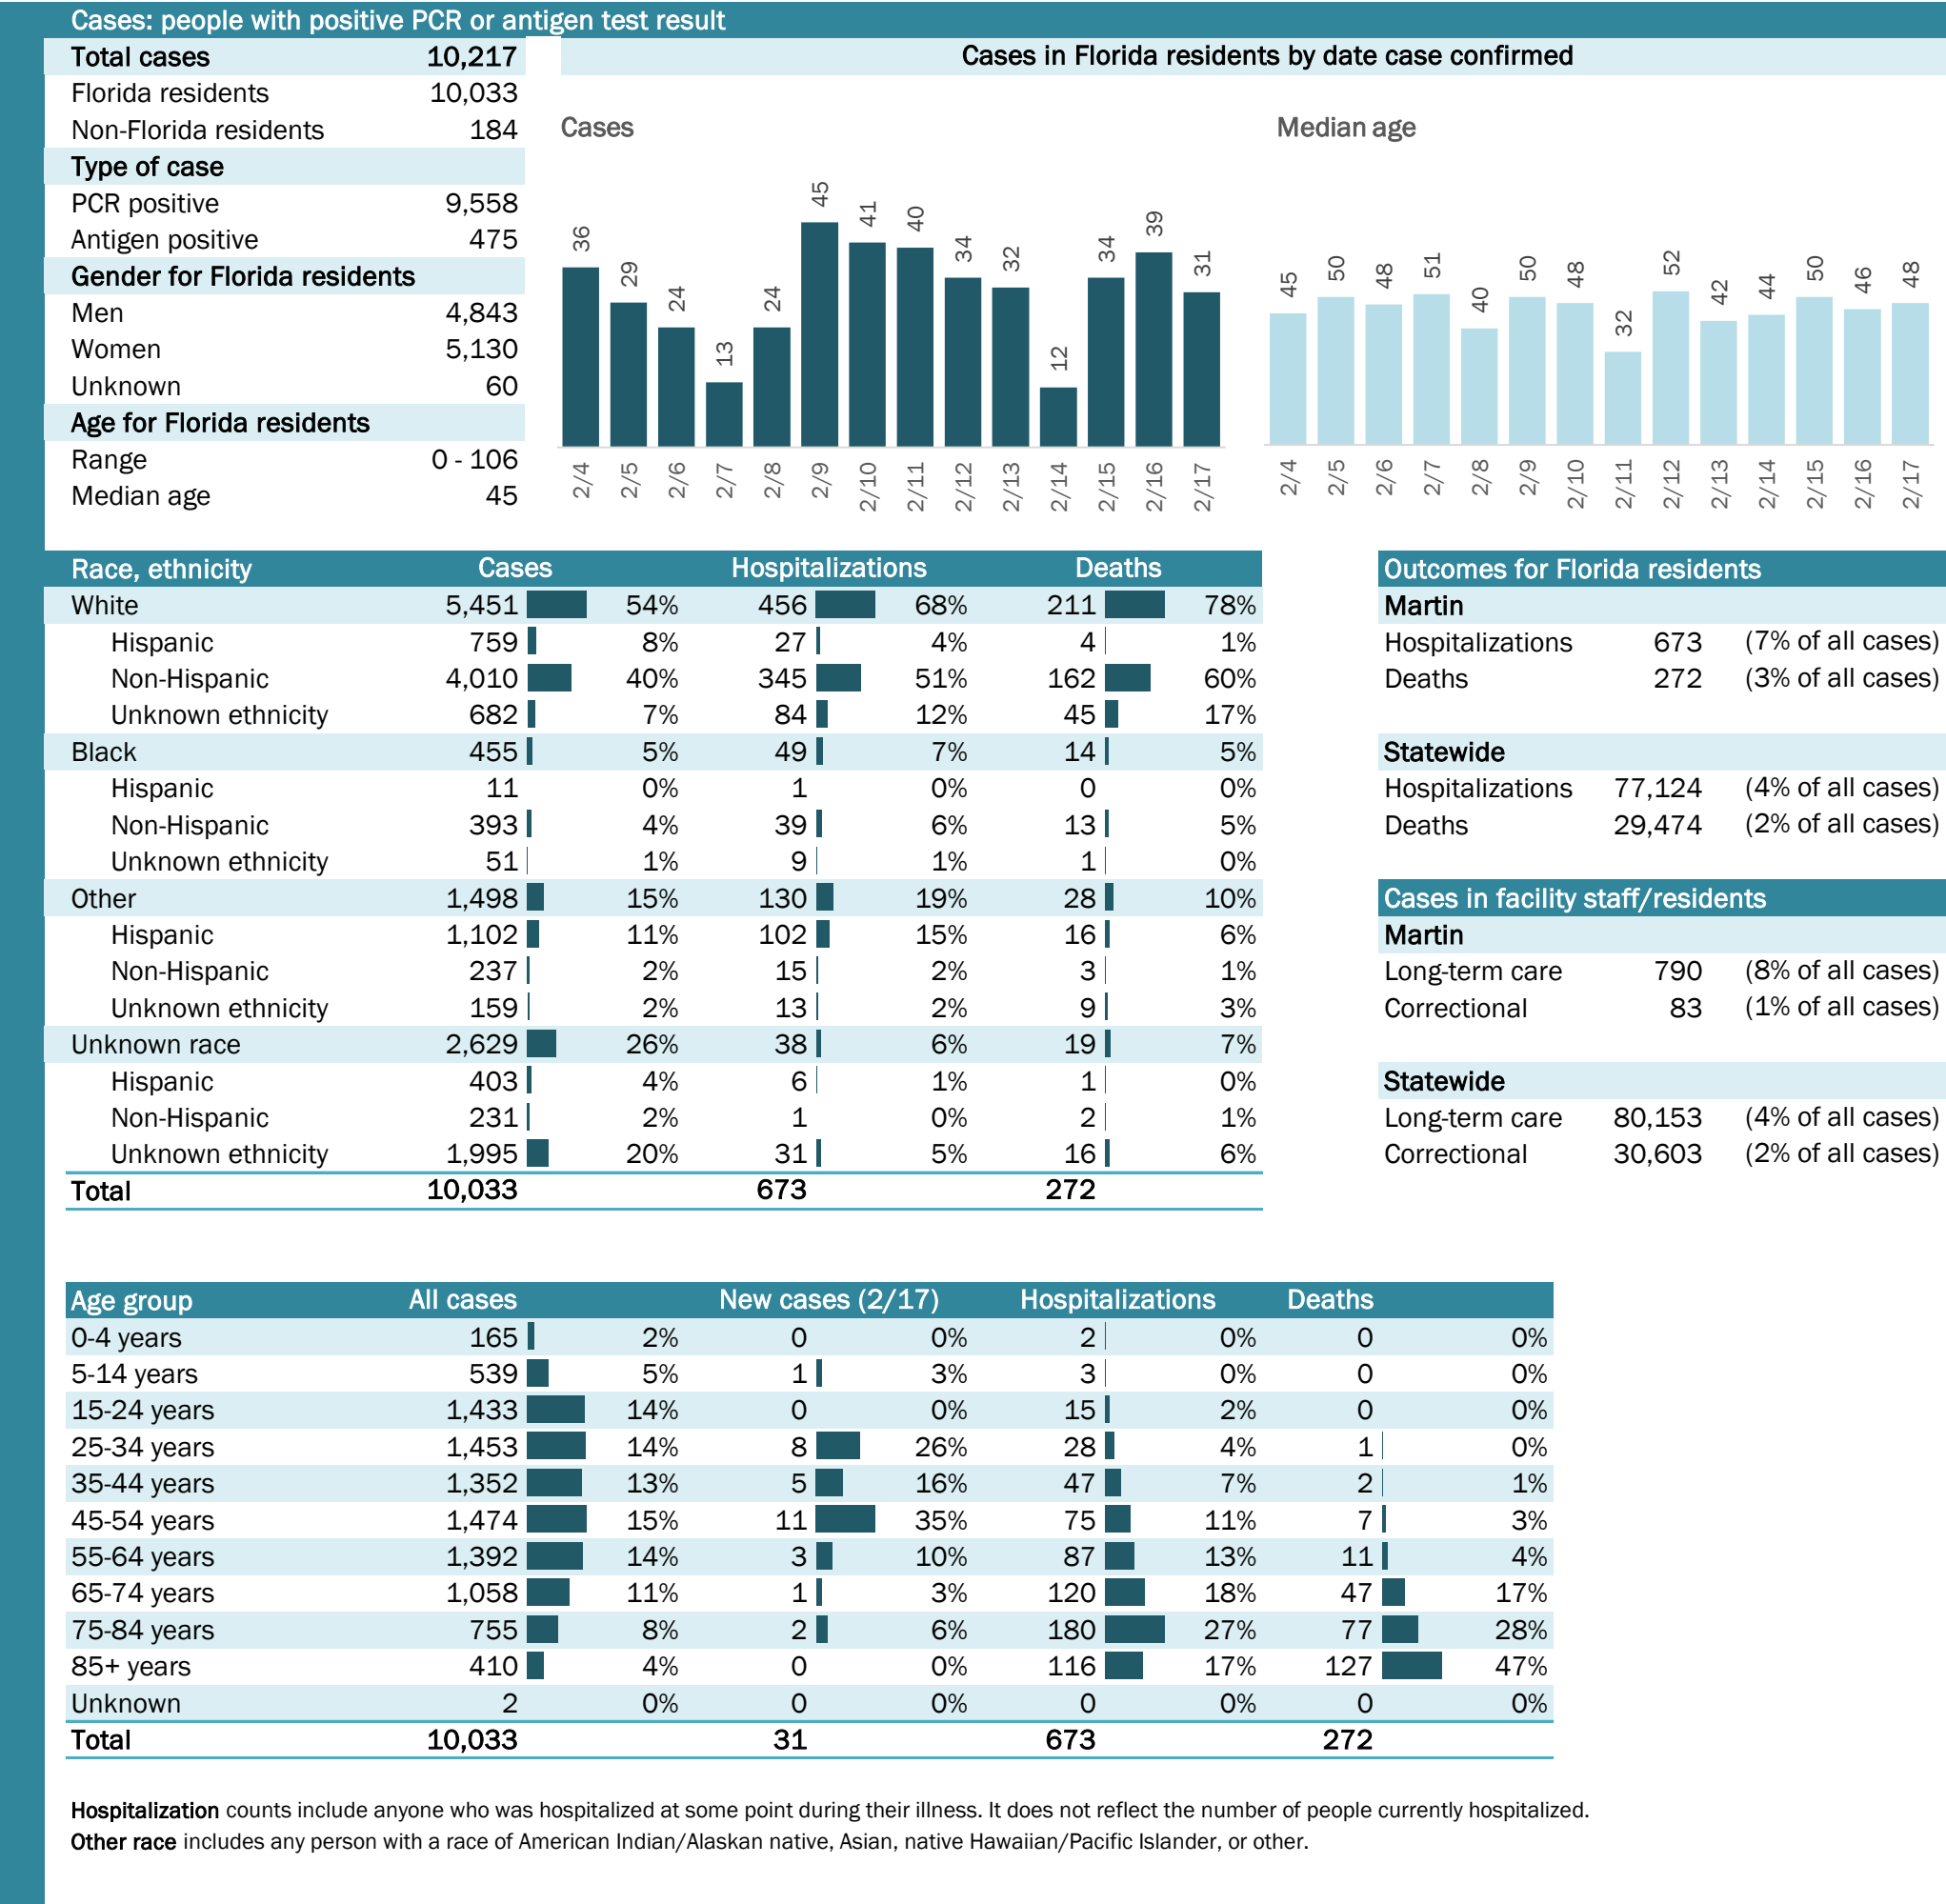 Cases: people with positive PCR or antigen test result
Total cases 10,217
Florida residents 10,033
Non-Florida residents 184
Type of case
PCR positive 9,558
Antigen positive 475
Gender for Florida residents
Men 4,843
Women 5,130
Unknown 60
Age for Florida residents
Range 0 - 106
Median age 45
Cases in Florida residents by date case confirmed
Cases
36 29 24 13 24 45 41 40 34 32 12 34 39 31
2/4 2/5 2/6 2/7 2/8 2/9 2/10 2/11 2/12 2/13 2/14 2/15 2/16 2/17
Median age
45 50 48 51 40 50 48 32 52 42 44 50 46 48
2/4 2/5 2/6 2/7 2/8 2/9 2/10 2/11 2/12 2/13 2/14 2/15 2/16 2/17
Race, ethnicity Cases Hospitalizations Deaths
White 5,451 54% 456 68% 211 78%
Hispanic 759 8% 27 4% 4 1%
Non-Hispanic 4,010 40% 345 51% 162 60%
Unknown ethnicity 682 7% 84 12% 45 17%
Black 455 5% 49 7% 14 5%
Hispanic 11 0% 1 0% 0 0%
Non-Hispanic 393 4% 39 6% 13 5%
Unknown ethnicity 51 1% 9 1% 1 0%
Other 1,498 15% 130 19% 28 10%
Hispanic 1,102 11% 102 15% 16 6%
Non-Hispanic 237 2% 15 2% 3 1%
Unknown ethnicity 159 2% 13 2% 9 3%
Unknown race 2,629 26% 38 6% 19 7%
Hispanic 403 4% 6 1% 1 0%
Non-Hispanic 231 2% 1 0% 2 1%
Unknown ethnicity 1,995 20% 31 5% 16 6%
Total 10,033 673 272
Outcomes for Florida residents
Martin
Hospitalizations 673 (7% of all cases)
Deaths 272 (3% of all cases)
Statewide
Hospitalizations 77,124 (4% of all cases)
Deaths 29,474 (2% of all cases)
Cases in facility staff/residents
Martin
Long-term care 790 (8% of all cases)
Correctional 83 (1% of all cases)
Statewide
Long-term care 80,153 (4% of all cases)
Correctional 30,603 (2% of all cases)
Age group All cases New cases (2/17) Hospitalizations Deaths
0-4 years 165 2% 0 0% 2 0% 0 0%
5-14 years 539 5% 1 3% 3 0% 0 0%
15-24 years 1,433 14% 0 0% 15 2% 0 0%
25-34 years 1,453 14% 8 26% 28 4% 1 0%
35-44 years 1,352 13% 5 16% 47 7% 2 1%
45-54 years 1,474 15% 11 35% 75 11% 7 3%
55-64 years 1,392 14% 3 10% 87 13% 11 4%
65-74 years 1,058 11% 1 3% 120 18% 47 17%
75-84 years 755 8% 2 6% 180 27% 77 28%
85+ years 410 4% 0 0% 116 17% 127 47%
Unknown 2 0% 0 0% 0 0% 0 0%
Total 10,033 31 673 272
Hospitalization counts include anyone who was hospitalized at some point during their illness. It does not reflect the number of people currently hospitalized.
Other race includes any person with a race of American Indian/Alaskan native, Asian, native Hawaiian/Pacific Islander, or other.